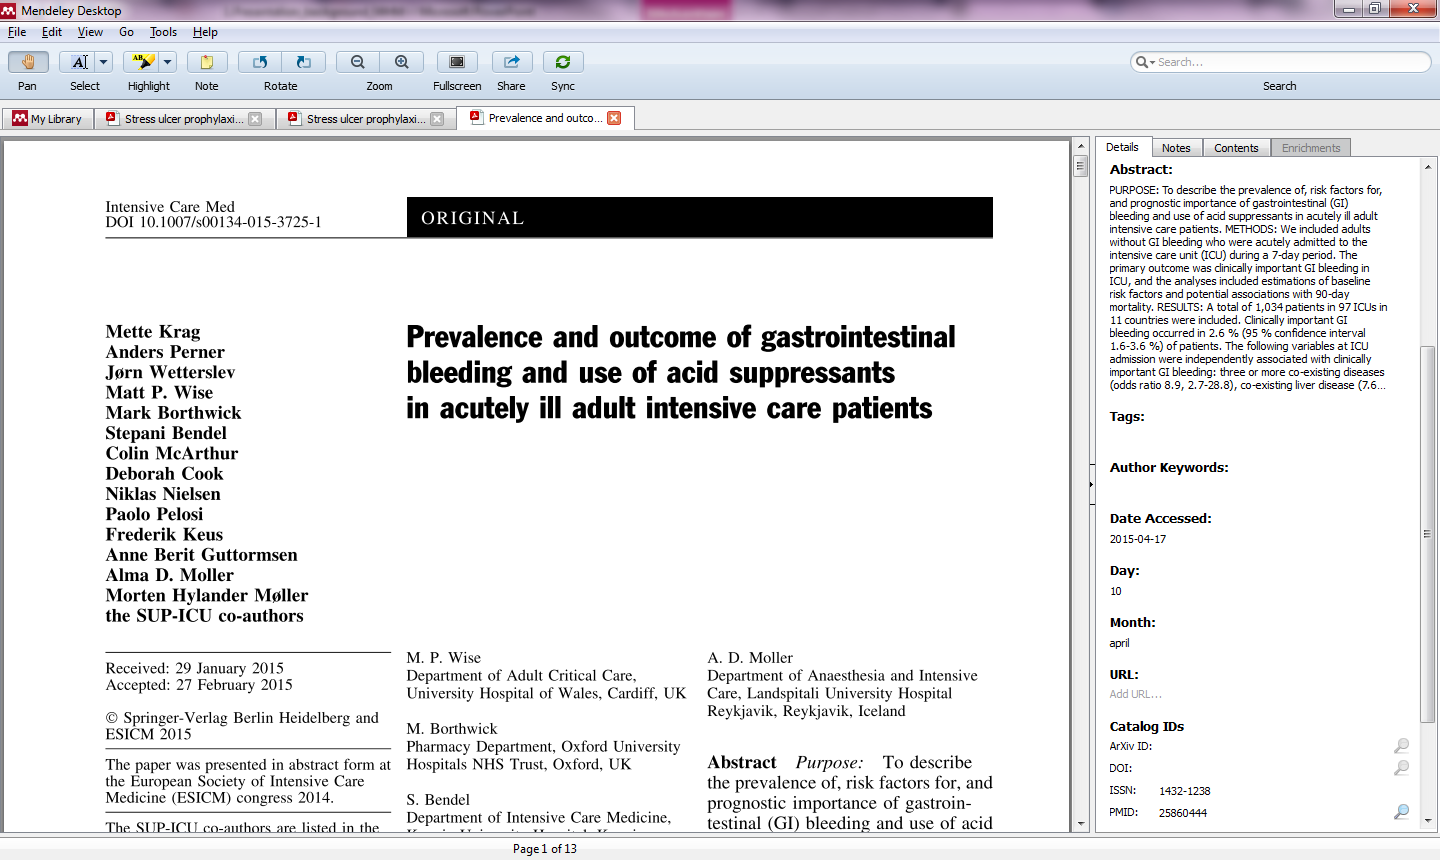 Mendeley Desktop
File Edit View Go Tools Help
Pan Select Highlight Note Rotate Zoom Fullscreen Share Sync
Search...
Search
My Library
Stress ulcer prophylaxi...
Stress ulcer prophylaxi...
Prevalence and outco...
Intensive Care Med
DOI 10.1007/s00134-015-3725-1
ORIGINAL
Mette Krag
Anders Perner
Jørn Wetterslev
Matt P. Wise
Mark Borthwick
Stepani Bendel
Colin McArthur
Deborah Cook
Niklas Nielsen
Paolo Pelosi
Frederik Keus
Anne Berit Guttormsen
Alma D. Moller
Morten Hylander Møller
the SUP-ICU co-authors
Prevalence and outcome of gastrointestinal
bleeding and use of acid suppressants
in acutely ill adult intensive care patients
Received: 29 January 2015
Accepted: 27 February 2015
© Springer-Verlag Berlin Heidelberg and
ESICM 2015
The paper was presented in abstract form at
the European Society of Intensive Care
Medicine (ESICM) congress 2014.
The SUP-ICU co-authors are listed in the
M. P. Wise
Department of Adult Critical Care,
University Hospital of Wales, Cardiff, UK
M. Borthwick
Pharmacy Department, Oxford University
Hospitals NHS Trust, Oxford, UK
S. Bendel
Department of Intensive Care Medicine,
A. D. Moller
Department of Anaesthesia and Intensive
Care, Landspitali University Hospital
Reykjavik, Reykjavik, Iceland
Abstract Purpose: To describe
the prevalence of, risk factors for, and
prognostic importance of gastroin-
testinal (GI) bleeding and use of acid
Details Notes Contents Enrichments
Abstract:
PURPOSE: To describe the prevalence of, risk factors for,
and prognostic importance of gastrointestinal (GI)
bleeding and use of acid suppressants in acutely ill adult
intensive care patients. METHODS: We included adults
without GI bleeding who were acutely admitted to the
intensive care unit (ICU) during a 7-day period. The
primary outcome was clinically important GI bleeding in
ICU, and the analyses included estimations of baseline
risk factors and potential associations with 90-day
mortality. RESULTS: A total of 1,034 patients in 97 ICUs in
11 countries were included. Clinically important GI
bleeding occurred in 2.6 % (95 % confidence interval
1.6-3.6 %) of patients. The following variables at ICU
admission were independently associated with clinically
important GI bleeding: three or more co-existing diseases
(odds ratio 8.9, 2.7-28.8), co-existing liver disease (7.6...
Tags:
Author Keywords:
Date Accessed:
2015-04-17
Day:
10
Month:
april
URL:
Add URL...
Catalog IDs
ArXiv ID:
DOI:
ISSN: 1432-1238
PMID: 25860444
Page 1 of 13